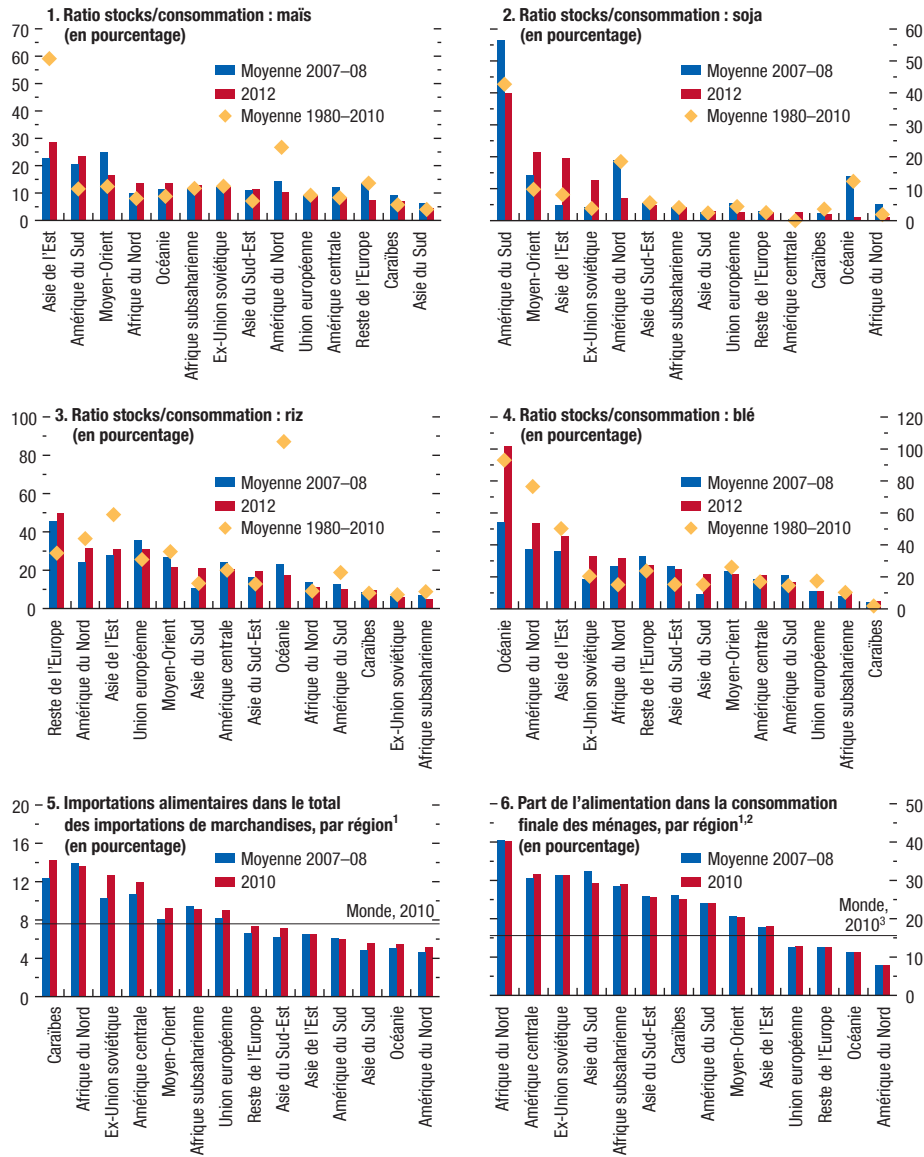 1. Ratio stocks/consommation : maïs
(en pourcentage)
70
60
50
40
30
20
10
0
Moyenne 2007–08
2012
Moyenne 1980–2010
Asie de l’Est
Amérique du Sud
Moyen-Orient
Afrique du Nord
Océanie
Afrique subsaharienne
Ex-Union soviétique
Asie du Sud-Est
Amérique du Nord
Union européenne
Amérique centrale
Reste de l’Europe
Caraïbes
Asie du Sud
2. Ratio stocks/consommation : soja
(en pourcentage)
60
50
40
30
20
10
0
Moyenne 2007–08
2012
Moyenne 1980–2010
Amérique du Sud
Moyen-Orient
Asie de l’Est
Ex-Union soviétique
Amérique du Nord
Asie du Sud-Est
Afrique subsaharienne
Asie du Sud
Union européenne
Reste de l’Europe
Amérique centrale
Caraïbes
Océanie
Afrique du Nord
3. Ratio stocks/consommation : riz
(en pourcentage)
100
80
60
40
20
0
Moyenne 2007–08
2012
Moyenne 1980–2010
Reste de l’Europe
Amérique du Nord
Asie de l’Est
Union européenne
Moyen-Orient
Asie du Sud
Amérique centrale
Asie du Sud-Est
Océanie
Afrique du Nord
Amérique du Sud
Caraïbes
Ex-Union soviétique
Afrique subsaharienne
4. Ratio stocks/consommation : blé
(en pourcentage)
120
100
80
60
40
20
0
Moyenne 2007–08
2012
Moyenne 1980–2010
Océanie
Amérique du Nord
Asie de l’Est
Ex-Union soviétique
Afrique du Nord
Reste de l’Europe
Asie du Sud-Est
Asie du Sud
Moyen-Orient
Amérique centrale
Amérique du Sud
Union européenne
Afrique subsaharienne
Caraïbes
5. Importations alimentaires dans le total
des importations de marchandises, par région1
(en pourcentage)
20
16
12
8
4
0
Moyenne 2007–08
2010
Monde, 2010
Caraïbes
Afrique du Nord
Ex-Union soviétique
Amérique centrale
Moyen-Orient
Afrique subsaharienne
Union européenne
Reste de l’Europe
Asie du Sud-Est
Asie de l’Est
Amérique du Sud
Asie du Sud
Océanie
Amérique du Nord
6. Part de l’alimentation dans la consommation
finale des ménages, par région1,2
(en pourcentage)
50
40
30
20
10
0
Moyenne 2007–08
2010
Monde,
20103
Afrique du Nord
Amérique centrale
Ex-Union soviétique
Asie du Sud
Afrique subsaharienne
Asie du Sud-Est
Caraïbes
Amérique du Sud
Moyen-Orient
Asie de l’Est
Union européenne
Reste de l’Europe
Océanie
Amérique du Nord